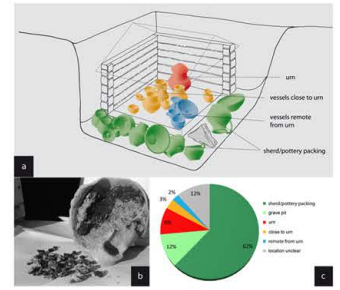 urn
vessels close to urn
vessels remote
from urn
sherd/pottery packing
a
b
2%
3%
12%
12%
62%
sherd/pottery packing
grave pit
urn
close to urn
remote from urn
location unclear
c